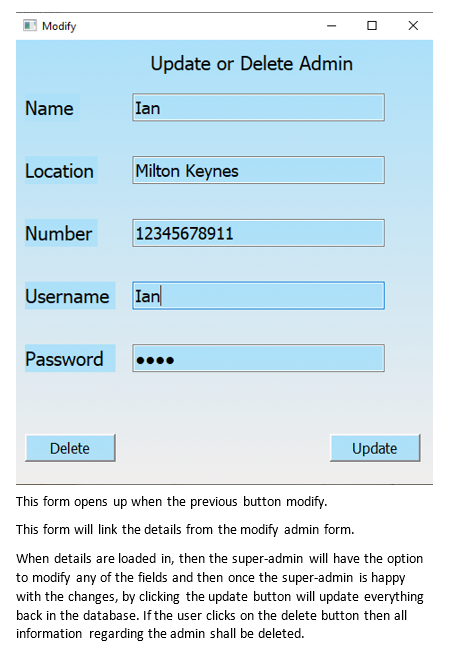 Modify
Update or Delete Admin
Name
Ian
Location
Milton Keynes
Number
12345678911
Username
Ian
Password
●●●●
Delete
Update
This form opens up when the previous button modify.
This form will link the details from the modify admin form.
When details are loaded in, then the super-admin will have the option
to modify any of the fields and then once the super-admin is happy
with the changes, by clicking the update button will update everything
back in the database. If the user clicks on the delete button then all
information regarding the admin shall be deleted.